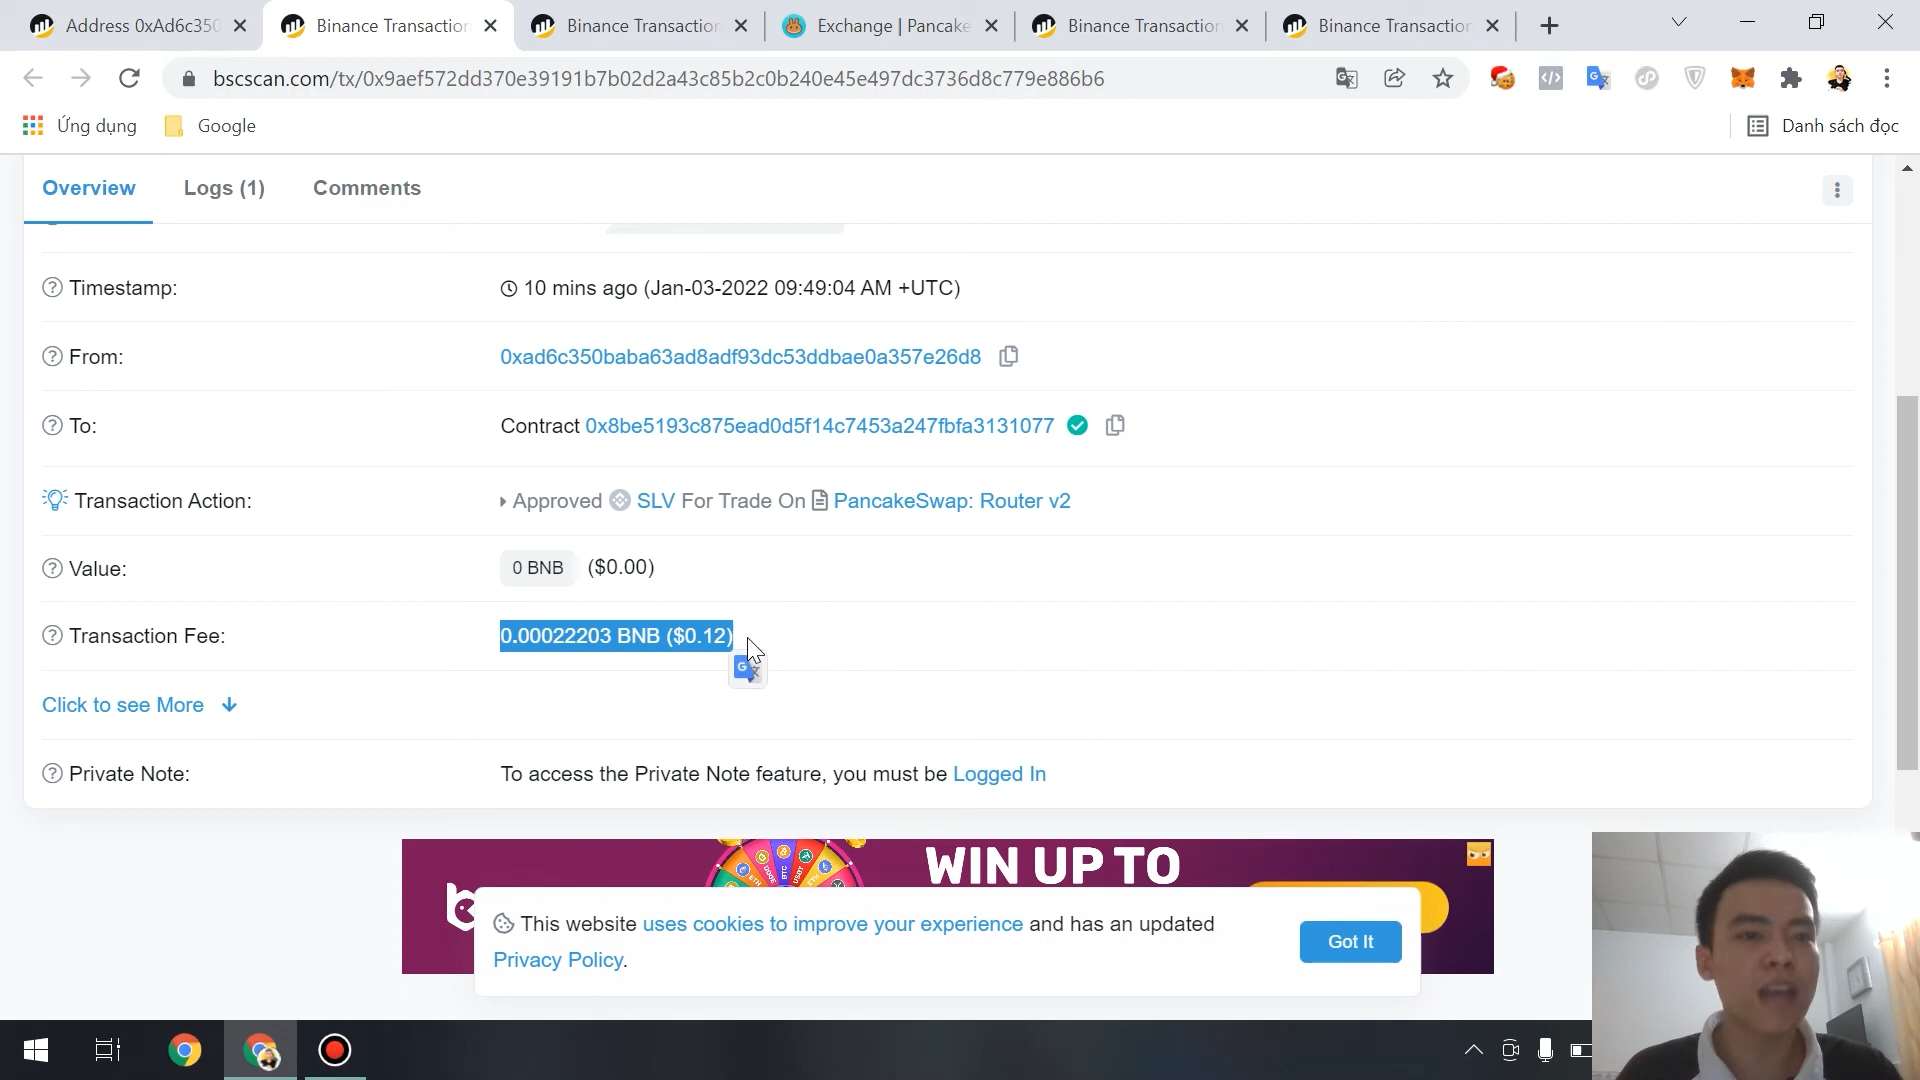 Address 0xAd6c350
Binance Transaction
Binance Transaction
Exchange | Pancake
Binance Transaction
Binance Transaction
bscscan.com/tx/0x9aef572dd370e39191b7b02d2a43c85b2c0b240e45e497dc3736d8c779e886b6
Ứng dụng
Google
Danh sách đọc
Overview
Logs (1)
Comments
Timestamp:
10 mins ago (Jan-03-2022 09:49:04 AM +UTC)
From:
0xad6c350baba63ad8adf93dc53ddbae0a357e26d8
To:
Contract 0x8be5193c875ead0d5f14c7453a247fbfa3131077
Transaction Action:
Approved SLV For Trade On PancakeSwap: Router v2
Value:
0 BNB ($0.00)
Transaction Fee:
0.00022203 BNB ($0.12)
Click to see More
Private Note:
To access the Private Note feature, you must be Logged In
WIN UP TO
This website uses cookies to improve your experience and has an updated
Privacy Policy.
Got It